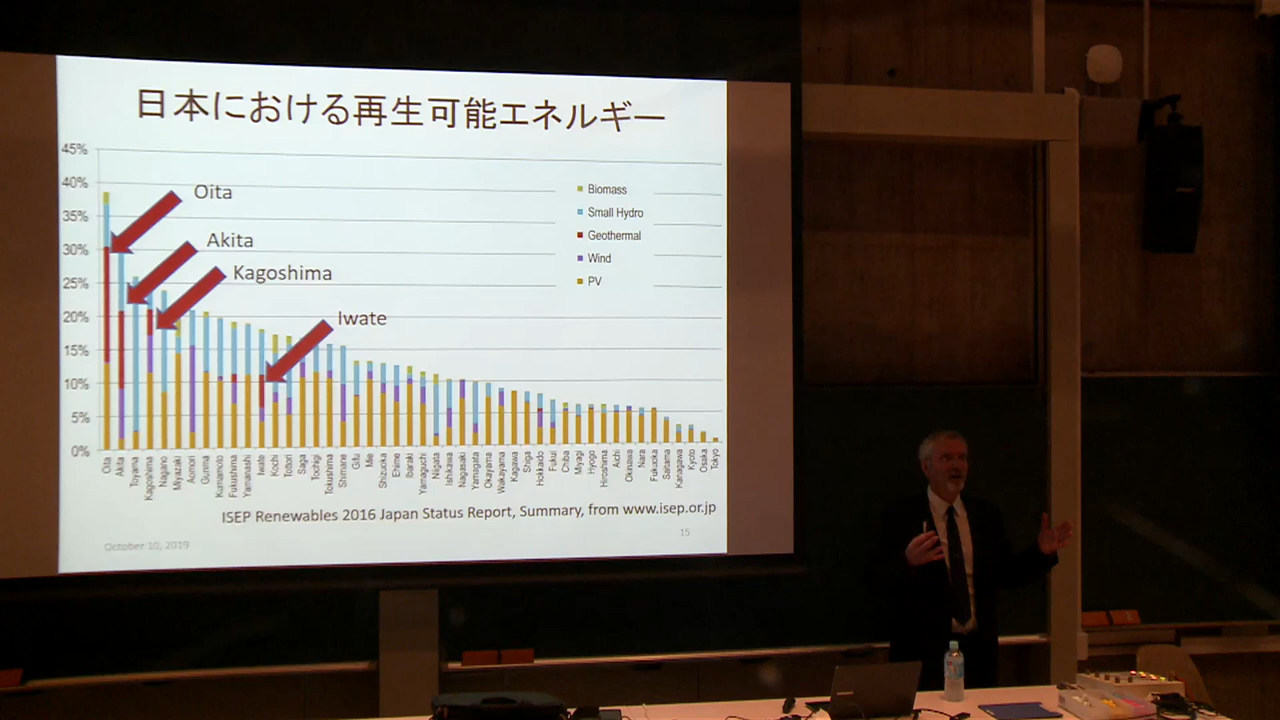 日本における再生可能エネルギー
45%
40%
35%
30%
25%
20%
15%
10%
5%
0%
Oita
Akita
Kagoshima
Iwate
Biomass
Small Hydro
Geothermal
Wind
PV
Oita
Akita
Toyama
Kagoshima
Nagano
Miyazaki
Aomori
Gunma
Kumamoto
Fukushima
Yamanashi
Iwate
Kochi
Tottori
Saga
Tochigi
Tokushima
Shimane
Gifu
Mie
Shizuoka
Ehime
Ibaraki
Yamaguchi
Niigata
Ishikawa
Nagasaki
Yamagata
Okayama
Wakayama
Kagawa
Shiga
Hokkaido
Fukui
Chiba
Miyagi
Hyogo
Hiroshima
Aichi
Okinawa
Nara
Fukuoka
Saitama
Kanagawa
Kyoto
Osaka
Tokyo
ISEP Renewables 2016 Japan Status Report, Summary, from www.isep.or.jp
October 10, 2019
15